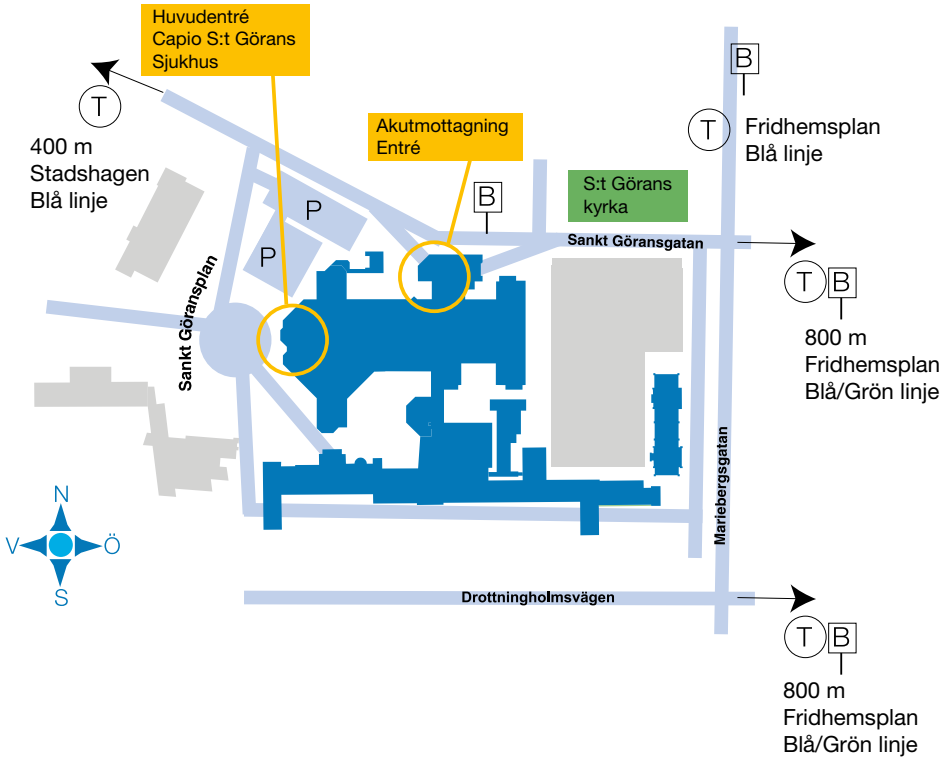 Huvudentré
Capio S:t Görans
Sjukhus
B
T
400 m
Stadshagen
Blå linje
Akutmottagning
Entré
T
Fridhemsplan
Blå linje
P
P
B
S:t Görans
kyrka
Sankt Göransgatan
Sankt Göransplan
T B
800 m
Fridhemsplan
Blå/Grön linje
Mariebergsgatan
N
V Ö
S
Drottningholmsvägen
T B
800 m
Fridhemsplan
Blå/Grön linje